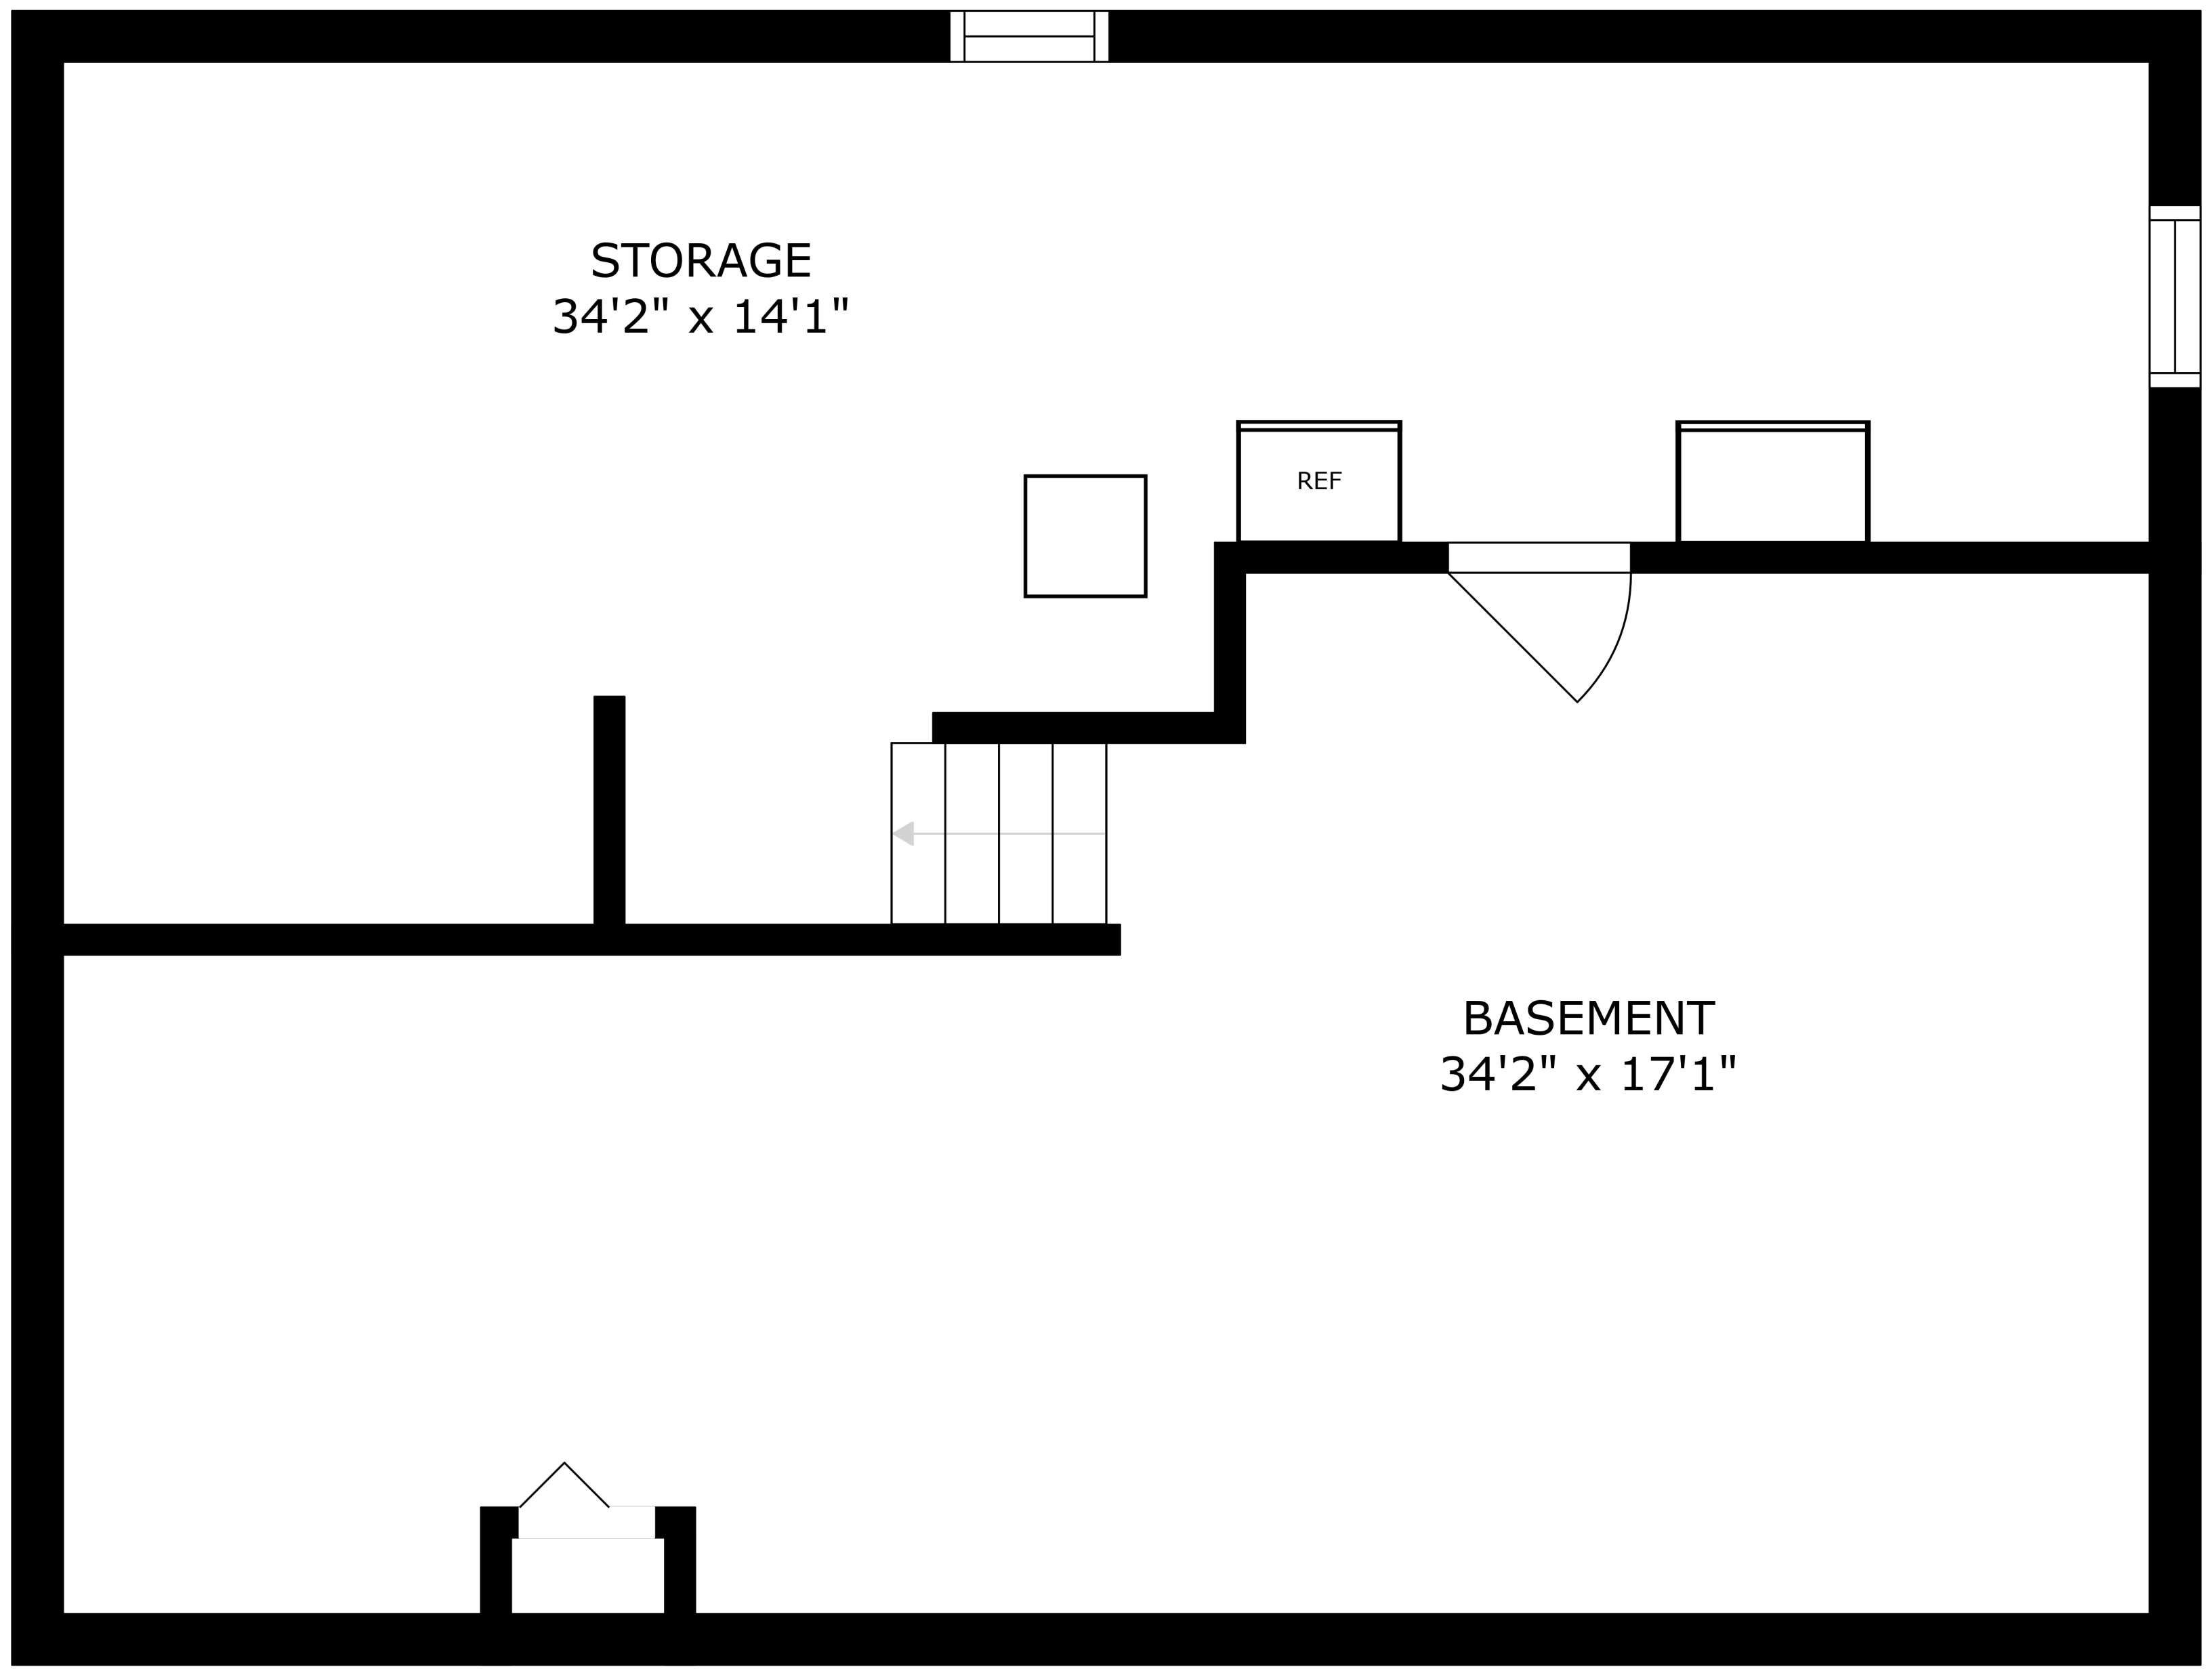 STORAGE
34'2" x 14'1"
REF
BASEMENT
34'2" x 17'1"